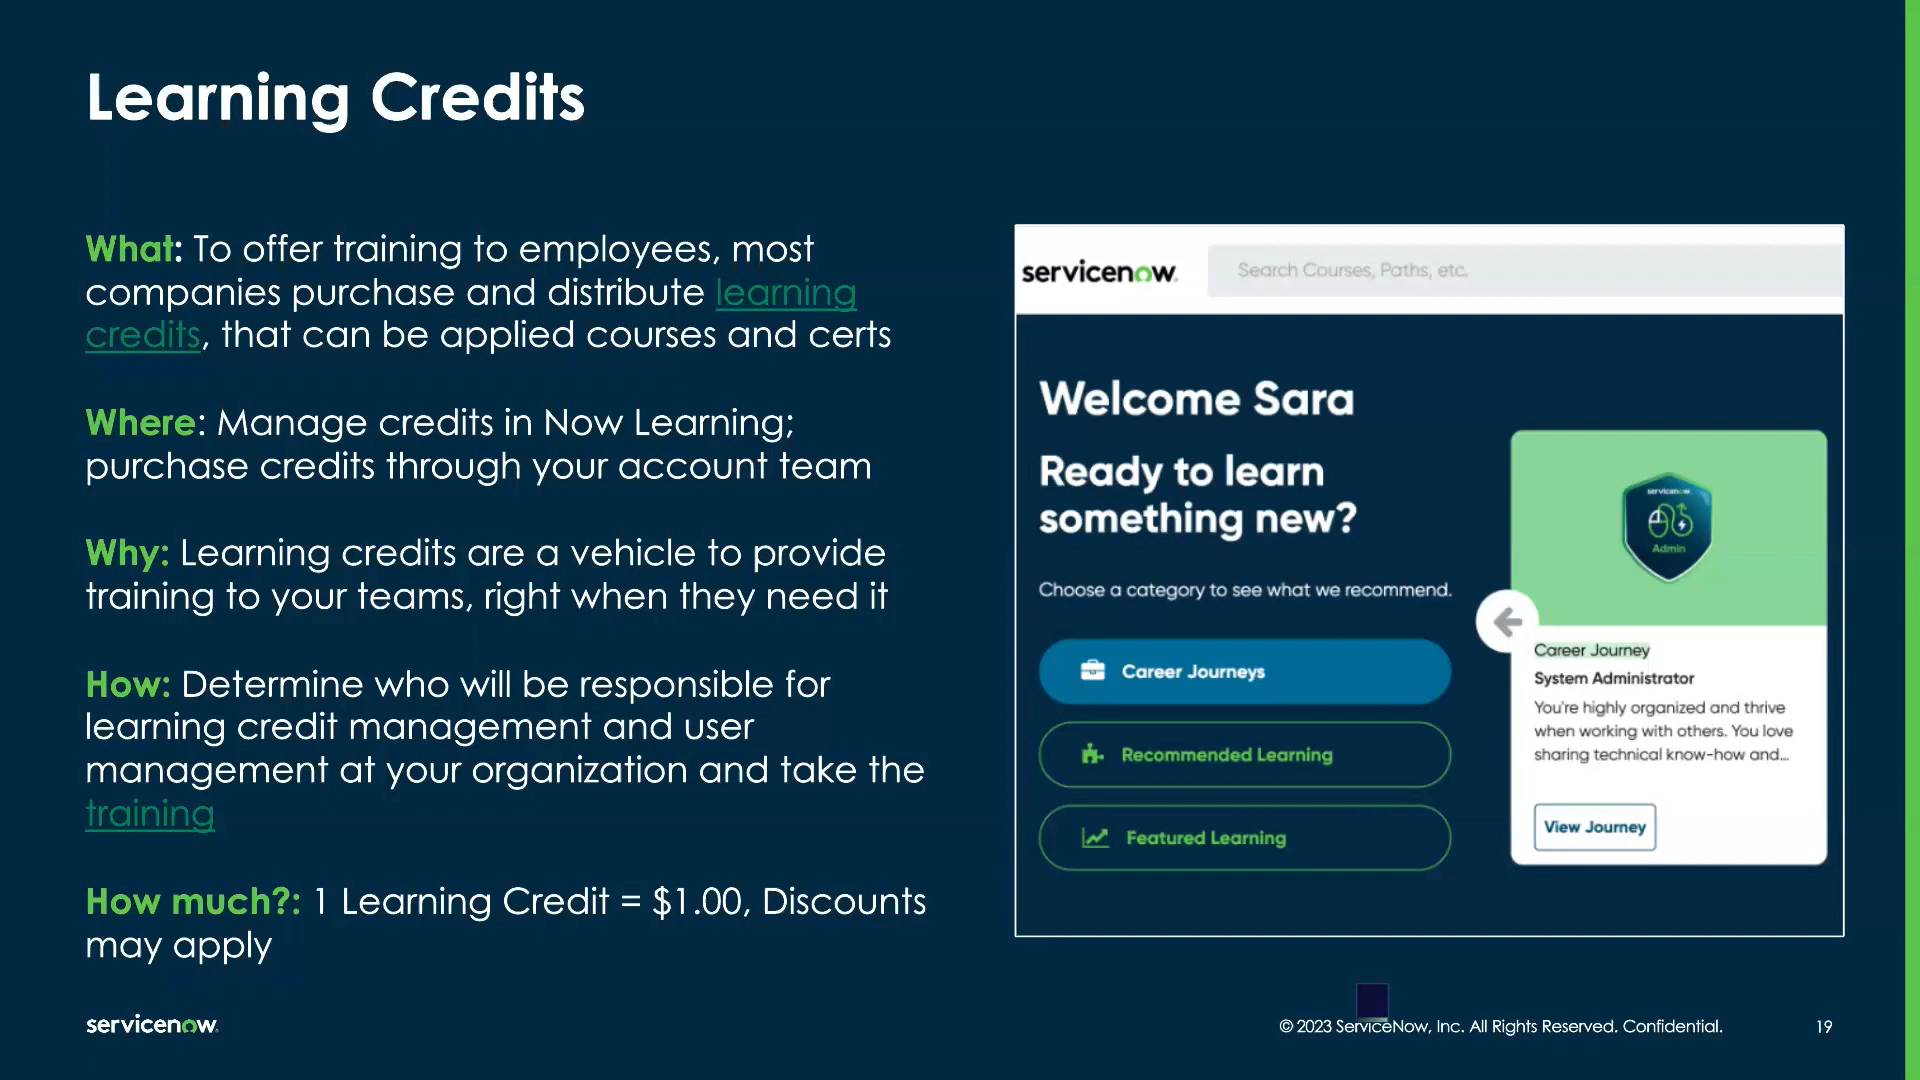 Learning Credits
What: To offer training to employees, most
companies purchase and distribute learning
credits, that can be applied courses and certs
Where: Manage credits in Now Learning;
purchase credits through your account team
Why: Learning credits are a vehicle to provide
training to your teams, right when they need it
How: Determine who will be responsible for
learning credit management and user
management at your organization and take the
training
How much?: 1 Learning Credit = $1.00, Discounts
may apply
servicenow.
Search Courses, Paths, etc.
Welcome Sara
Ready to learn
something new?
Choose a category to see what we recommend.
Career Journeys
Recommended Learning
Featured Learning
servicenow
Admin
Career Journey
System Administrator
You're highly organized and thrive
when working with others. You love
sharing technical know-how and...
View Journey
servicenow.
© 2023 ServiceNow, Inc. All Rights Reserved. Confidential.
19